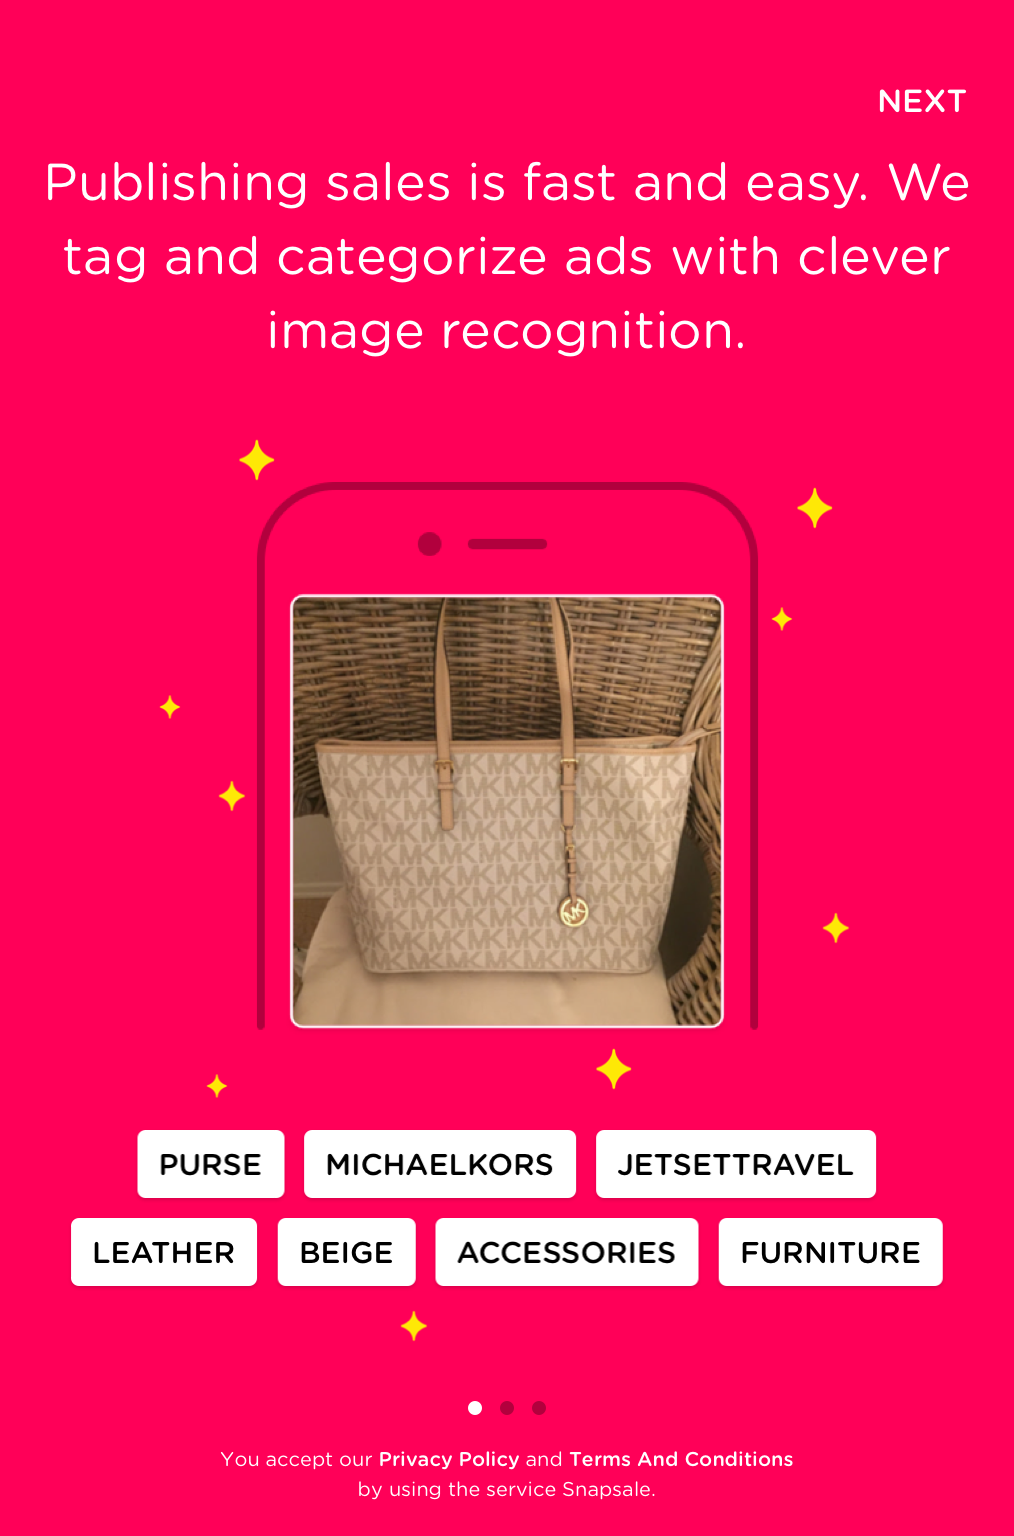 NEXT
Publishing sales is fast and easy. We
tag and categorize ads with clever
image recognition.
MK
PURSE MICHAELKORS JETSETTRAVEL
LEATHER BEIGE ACCESSORIES FURNITURE
You accept our Privacy Policy and Terms And Conditions
by using the service Snapsale.